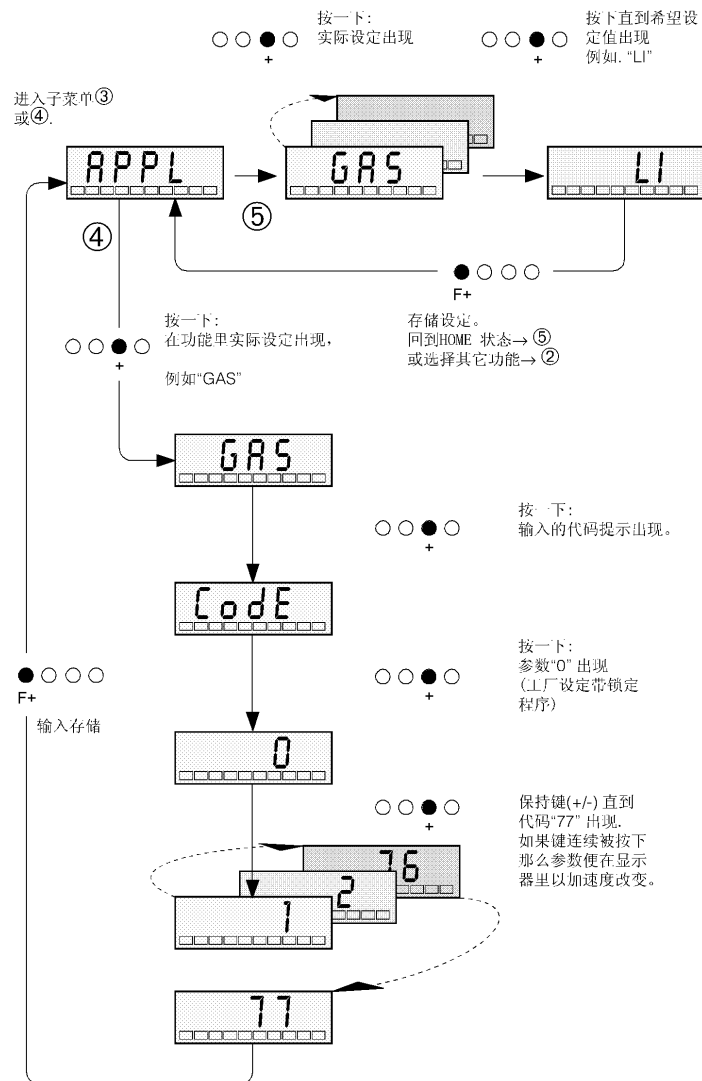 按一下:
实际设定出现
+
按下直到希望设
定值出现
例如. “LI”
+
进入子菜单③
或④.
APPL
GAS
LI
④
⑤
F+
按一下:
在功能里实际设定出现,
例如“GAS”
+
存储设定。
回到HOME 状态→⑤
或选择其它功能→②
GAS
按一下:
输入的代码提示出现。
+
CodE
按一下:
参数“0” 出现
(工厂设定带锁定
程序)
+
F+
输入存储
0
保持键(+/-) 直到
代码“77” 出现.
如果键连续被按下
那么参数便在显示
器里以加速度改变。
+
76
2
1
77